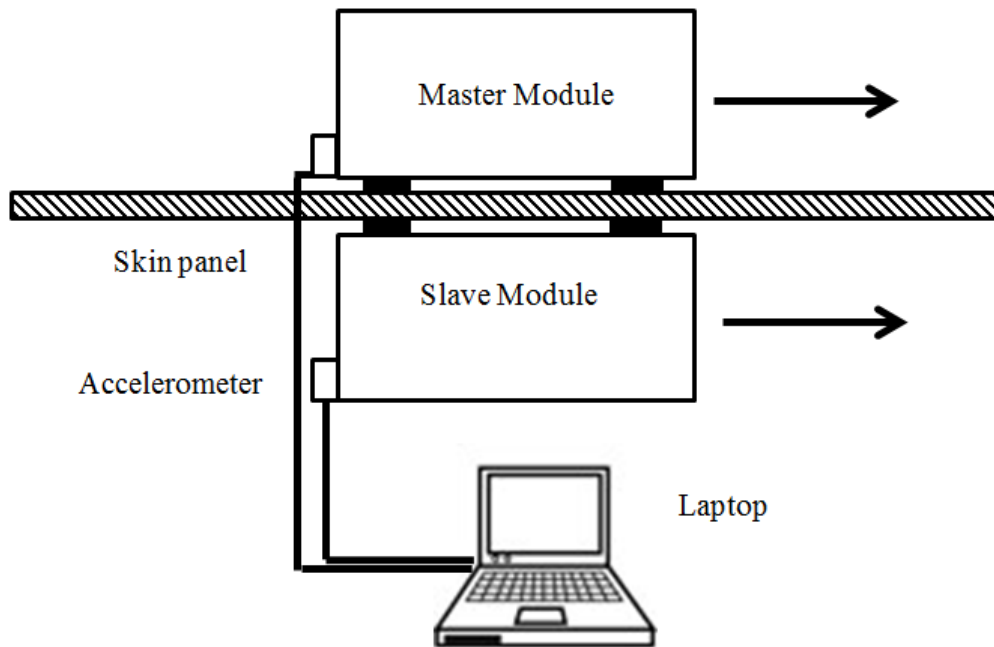 Master Module
Skin panel
Slave Module
Accelerometer
Laptop